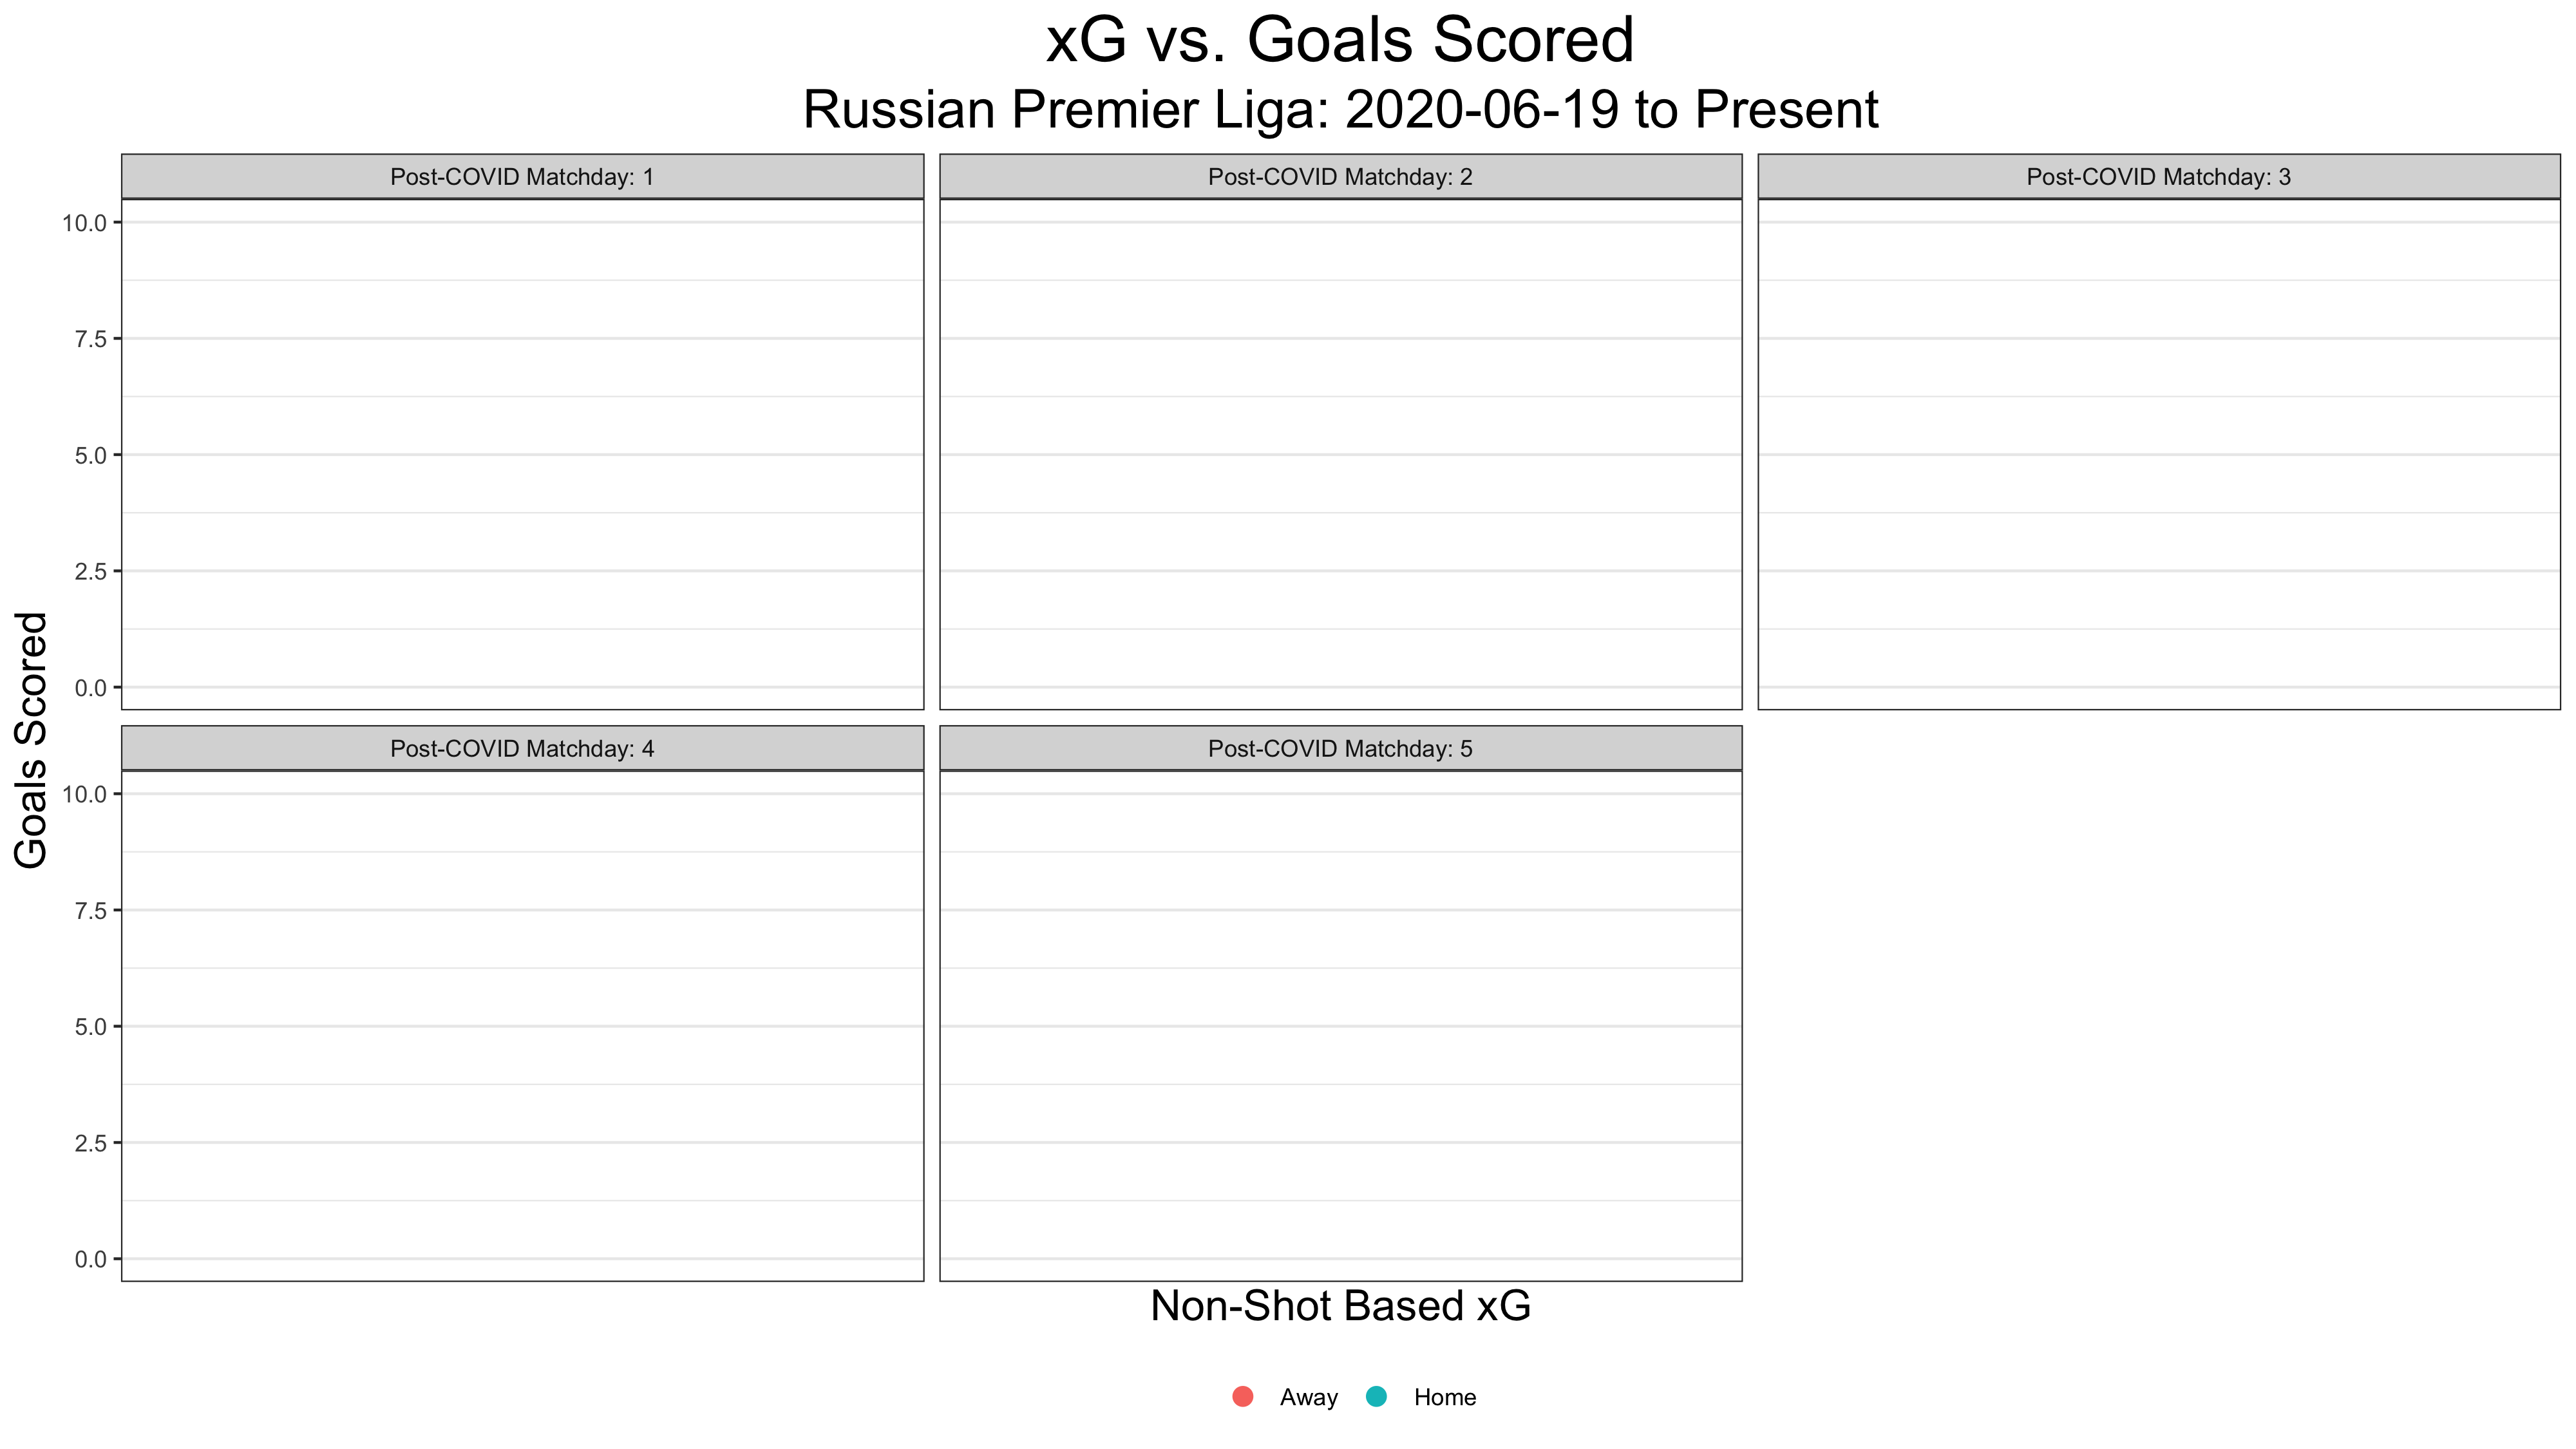 xG vs. Goals Scored
Russian Premier Liga: 2020-06-19 to Present
Post-COVID Matchday: 1
Post-COVID Matchday: 2
Post-COVID Matchday: 3
10.0
7.5
5.0
2.5
0.0
Goals Scored
Post-COVID Matchday: 4
Post-COVID Matchday: 5
10.0
7.5
5.0
2.5
0.0
Non-Shot Based xG
Away
Home